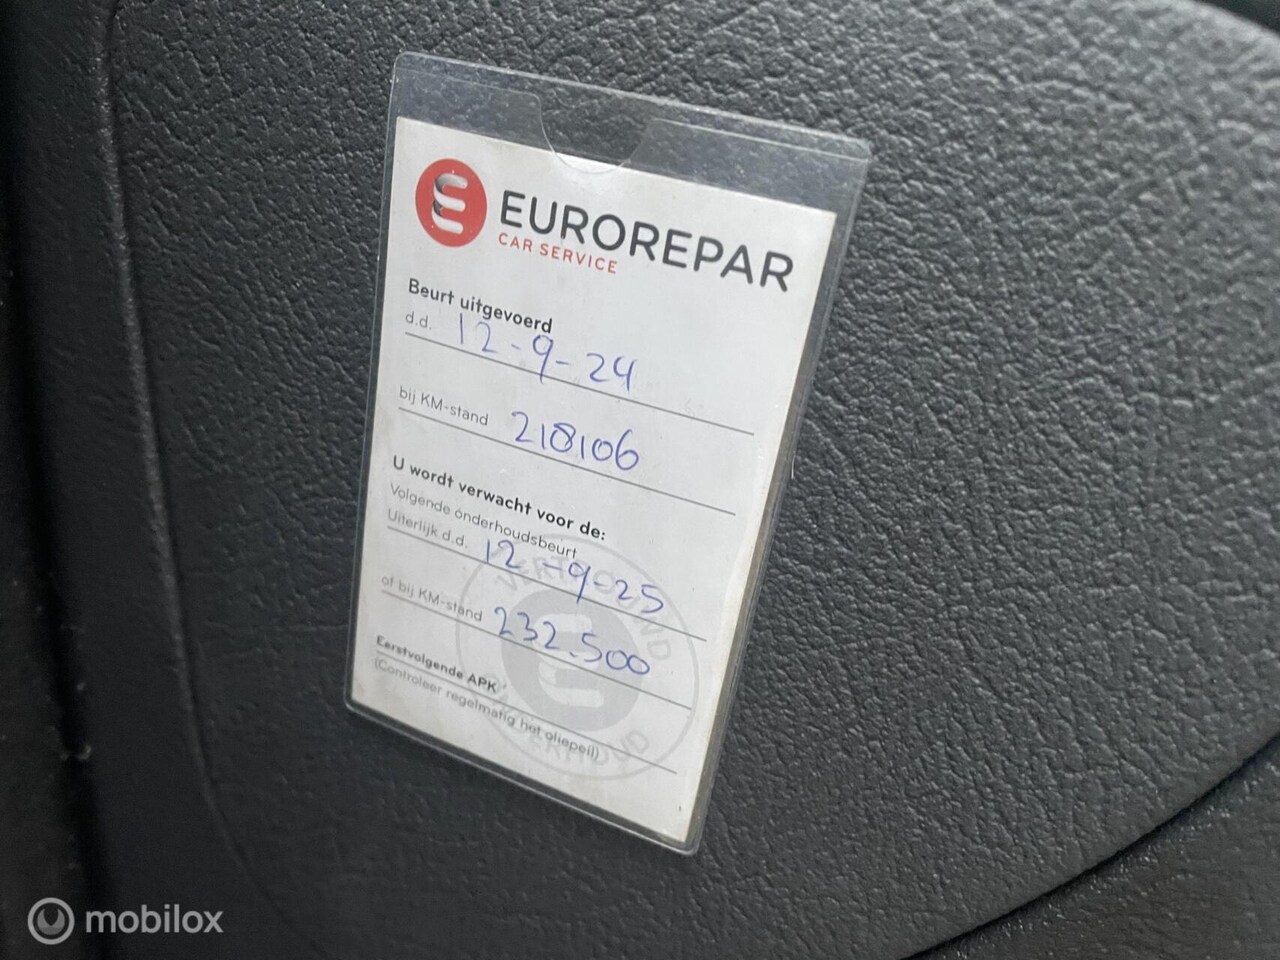 EUROREPAR
CAR SERVICE
Beurt uitgevoerd
d.d. 12-9-24
bij KM-stand 218106
U wordt verwacht voor de:
Volgende onderhoudsbeurt
Uiterlijk d.d. 12-9-25
of bij KM-stand 232.500
Eerstvolgende APK
(Controleer regelmatig het oliepeil)
mobilox